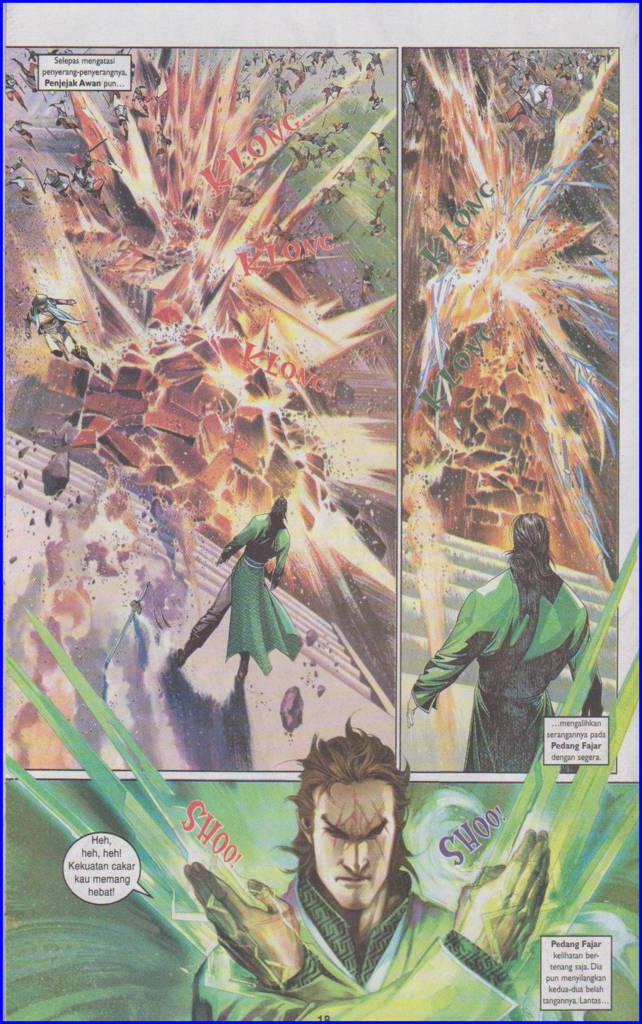 Selepas mengatasi
penyerang-penyerangnya,
Penjejak Awan pun...
KLONG...
KLONG
KLONG
KLONG
KLONG
...mengalihkan
serangannya pada
Pedang Fajar
dengan segera.
Heh,
heh, heh!
Kekuatan cakar
kau memang
hebat!
SHOO!
SHOO!
Pedang Fajar
kelihatan ber-
tenang saja. Dia
pun menyilangkan
kedua-dua belah
tangannya. Lantas...
18